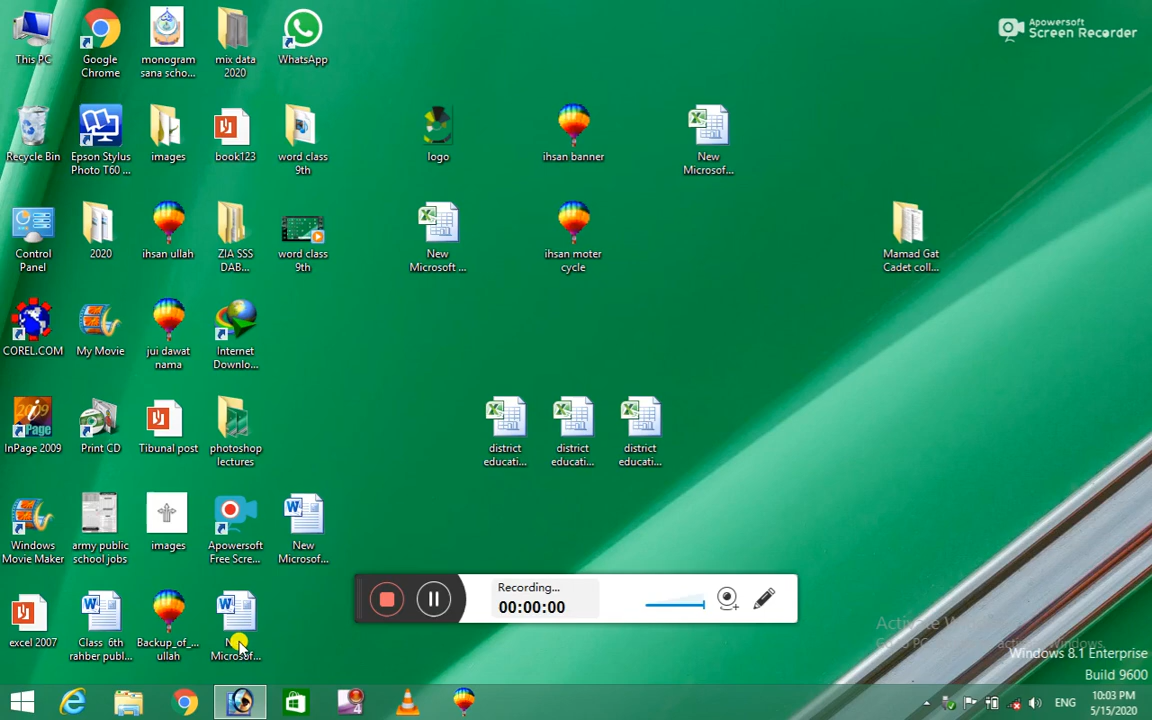 Apowersoft
Screen Recorder
This PC
Google
Chrome
monogram
sana scho...
mix data
2020
WhatsApp
Recycle Bin
Epson Stylus
Photo T60 ...
images
book123
word class
9th
logo
ihsan banner
New
Microsof...
Control
Panel
2020
ihsan ullah
ZIA SSS
DAB...
word class
9th
New
Microsoft ...
ihsan moter
cycle
Mamad Gat
Cadet coll...
COREL.COM
My Movie
jui dawat
nama
Internet
Downlo...
InPage 2009
Print CD
Tibunal post
photoshop
lectures
district
educati...
district
educati...
district
educati...
Windows
Movie Maker
army public
school jobs
images
Apowersoft
Free Scre...
New
Microsof...
Recording...
00:00:00
excel 2007
Class 6th
rahber publ...
Backup_of_...
ullah
Microsof...
Windows 8.1 Enterprise
Build 9600
ENG
10:03 PM
5/15/2020